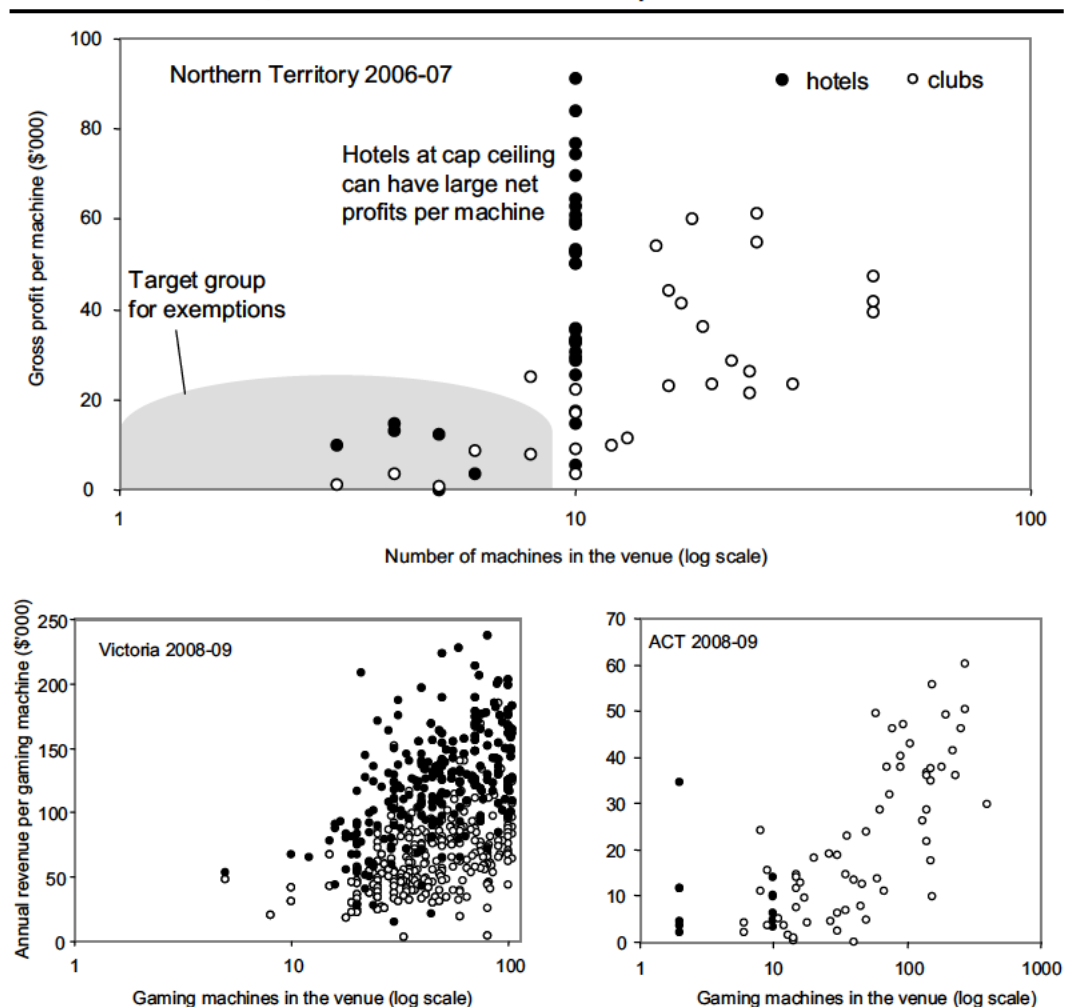 100
80
60
40
20
0
Gross profit per machine ($'000)
Northern Territory 2006-07
hotels
clubs
Hotels at cap ceiling
can have large net
profits per machine
Target group
for exemptions
1
10
100
Number of machines in the venue (log scale)
250
200
150
100
50
0
Annual revenue per gaming machine ($'000)
Victoria 2008-09
1
10
100
Gaming machines in the venue (log scale)
70
60
50
40
30
20
10
0
ACT 2008-09
1
10
100
1000
Gaming machines in the venue (log scale)